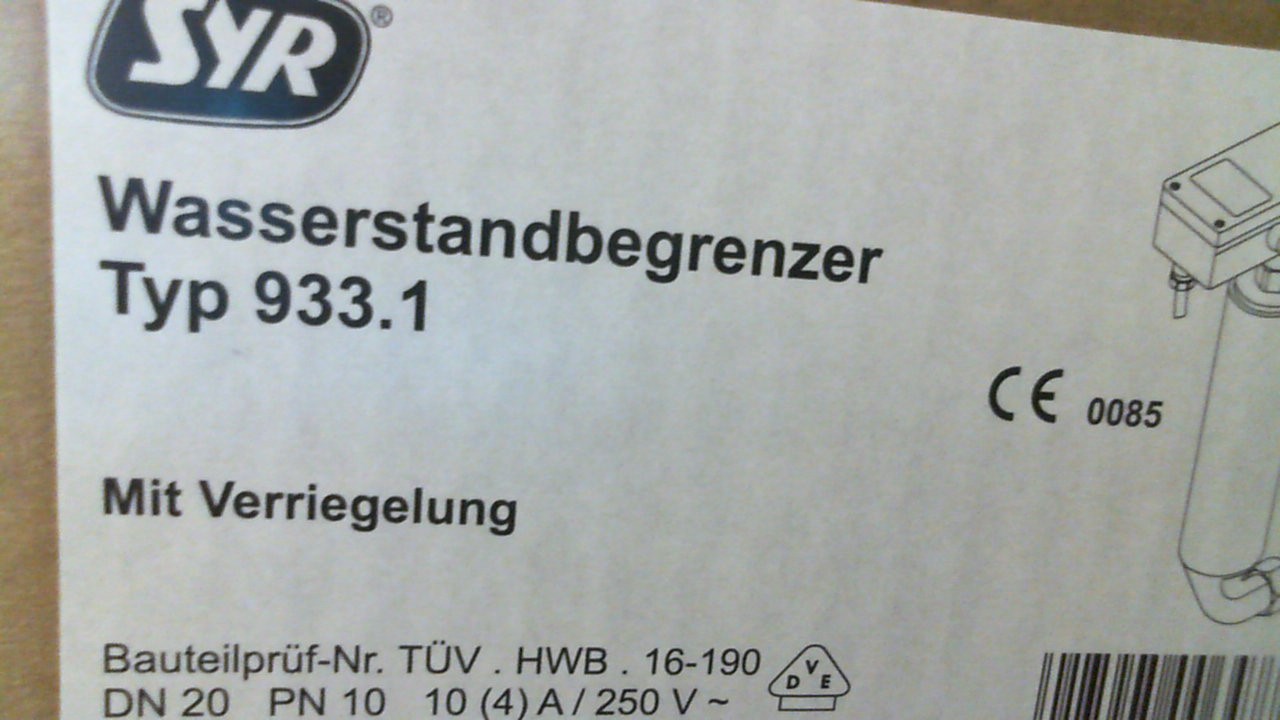 SYR®
Wasserstandbegrenzer
Typ 933.1
CE 0085
Mit Verriegelung
Bauteilprüf-Nr. TÜV . HWB . 16-190
VDE
DN 20 PN 10 10 (4) A / 250 V ~